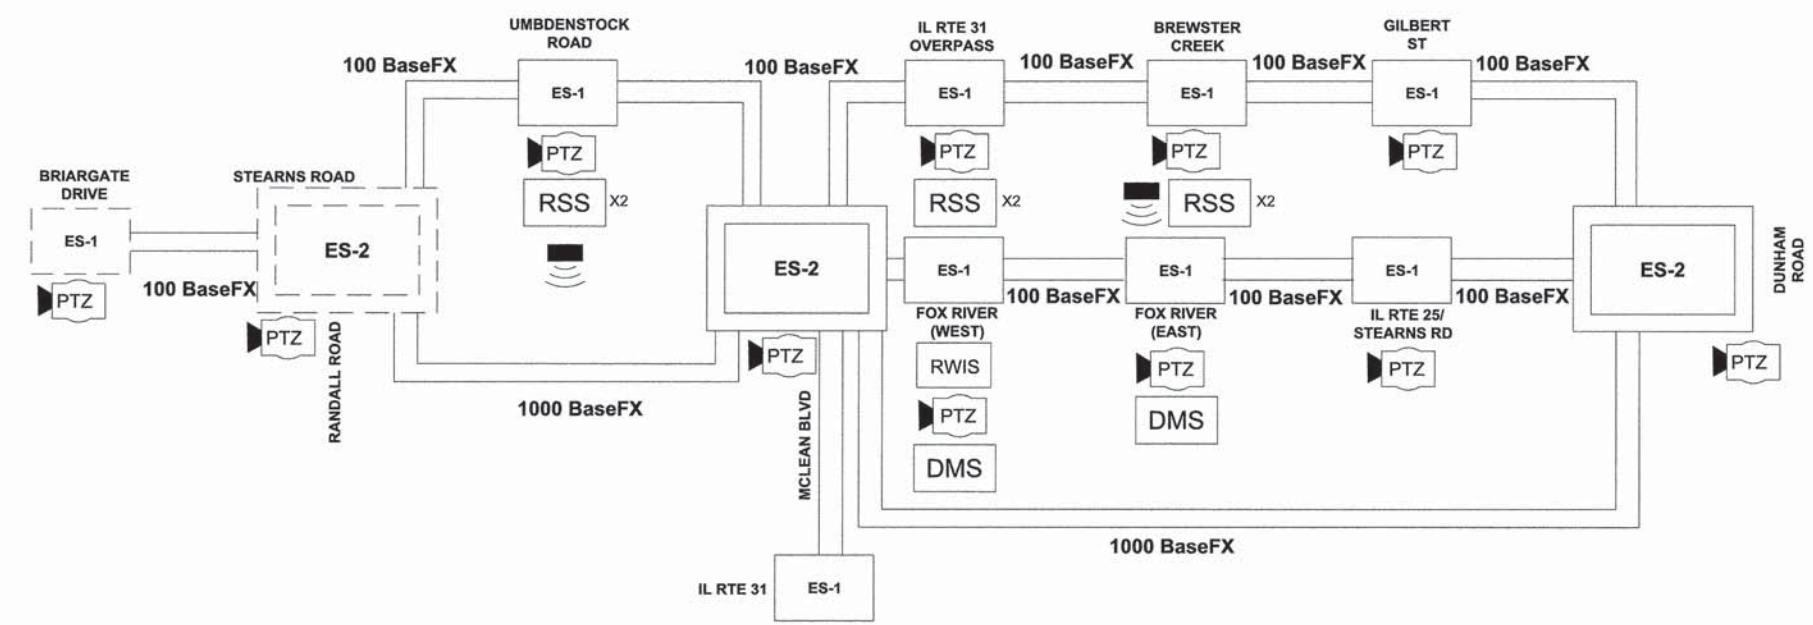 UMBDENSTOCK
ROAD
IL RTE 31
OVERPASS
BREWSTER
CREEK
GILBERT
ST
100 BaseFX
100 BaseFX
100 BaseFX
100 BaseFX
100 BaseFX
ES-1
ES-1
ES-1
ES-1
PTZ
PTZ
PTZ
PTZ
BRIARGATE
DRIVE
STEARNS ROAD
RSS X2
RSS X2
RSS X2
ES-1
ES-2
ES-2
ES-1
ES-1
ES-1
ES-2
DUNHAM
ROAD
100 BaseFX
100 BaseFX
100 BaseFX
100 BaseFX
PTZ
FOX RIVER
(WEST)
FOX RIVER
(EAST)
IL RTE 25/
STEARNS RD
PTZ
RANDALL ROAD
PTZ
RWIS
PTZ
PTZ
PTZ
1000 BaseFX
MCLEAN BLVD
PTZ
DMS
DMS
1000 BaseFX
IL RTE 31
ES-1